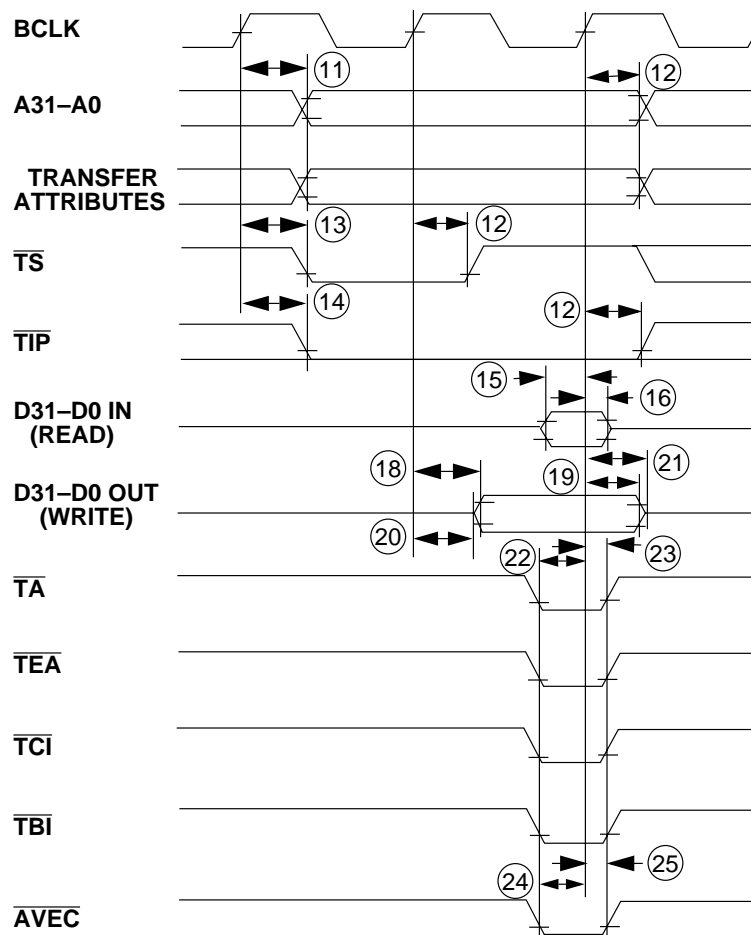 BCLK
11
12
A31–A0
TRANSFER
ATTRIBUTES
13
12
TS
14
12
TIP
15
16
D31–D0 IN
(READ)
18
19
21
D31–D0 OUT
(WRITE)
20
22
23
TA
TEA
TCI
TBI
24
25
AVEC